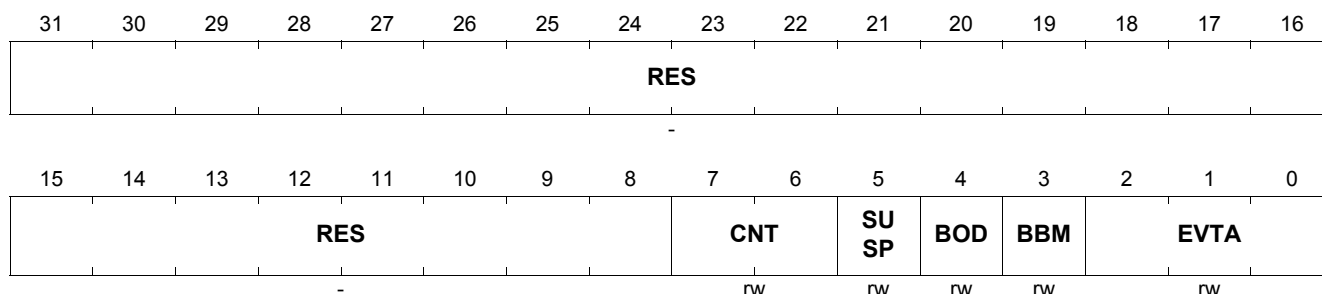 31 30 29 28 27 26 25 24 23 22 21 20 19 18 17 16
RES
-
15 14 13 12 11 10 9 8 7 6 5 4 3 2 1 0
RES CNT SU SP BOD BBM EVTA
- rw rw rw rw rw